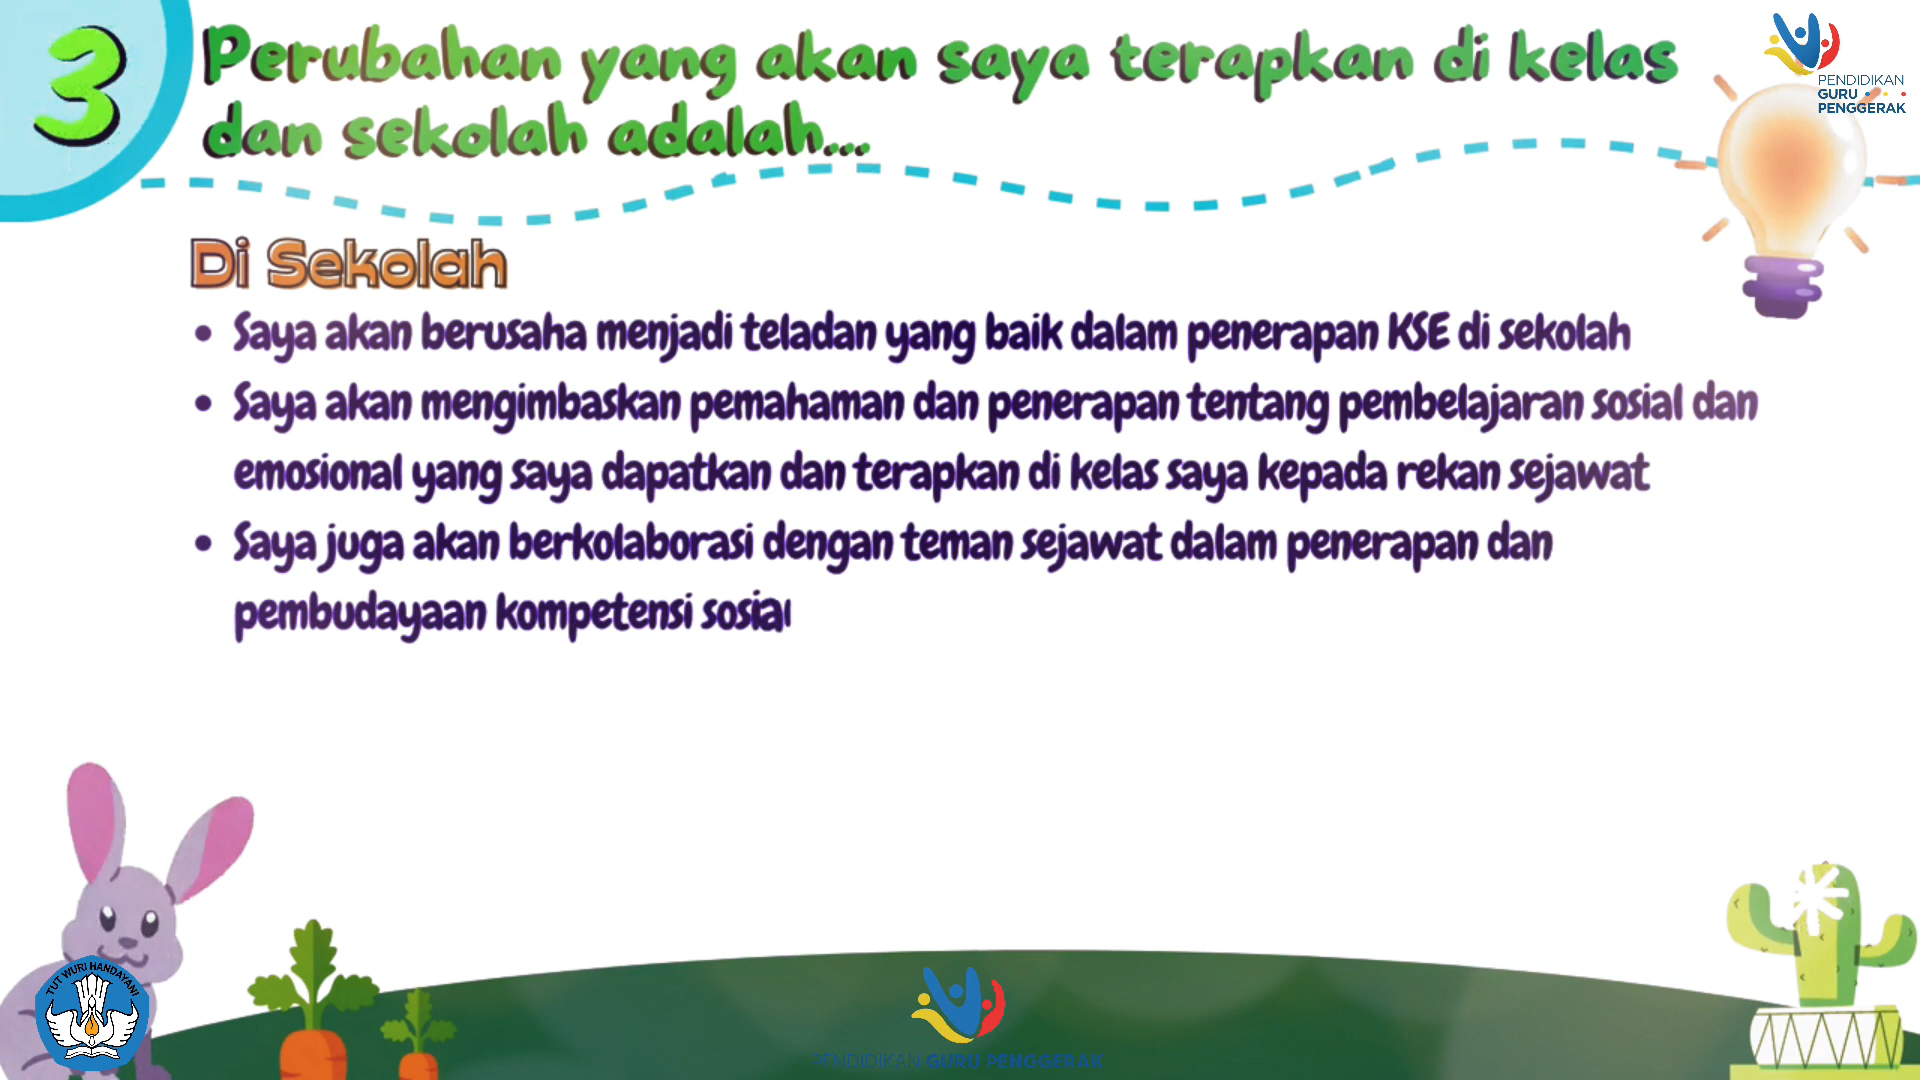 3
Perubahan yang akan saya terapkan di kelas
dan sekolah adalah...
PENDIDIKAN
GURU
PENGGERAK
Di Sekolah
• Saya akan berusaha menjadi teladan yang baik dalam penerapan KSE di sekolah
• Saya akan mengimbaskan pemahaman dan penerapan tentang pembelajaran sosial dan
emosional yang saya dapatkan dan terapkan di kelas saya kepada rekan sejawat
• Saya juga akan berkolaborasi dengan teman sejawat dalam penerapan dan
pembudayaan kompetensi sosial
TUT WURI HANDAYANI
PENDIDIKAN GURU PENGGERAK